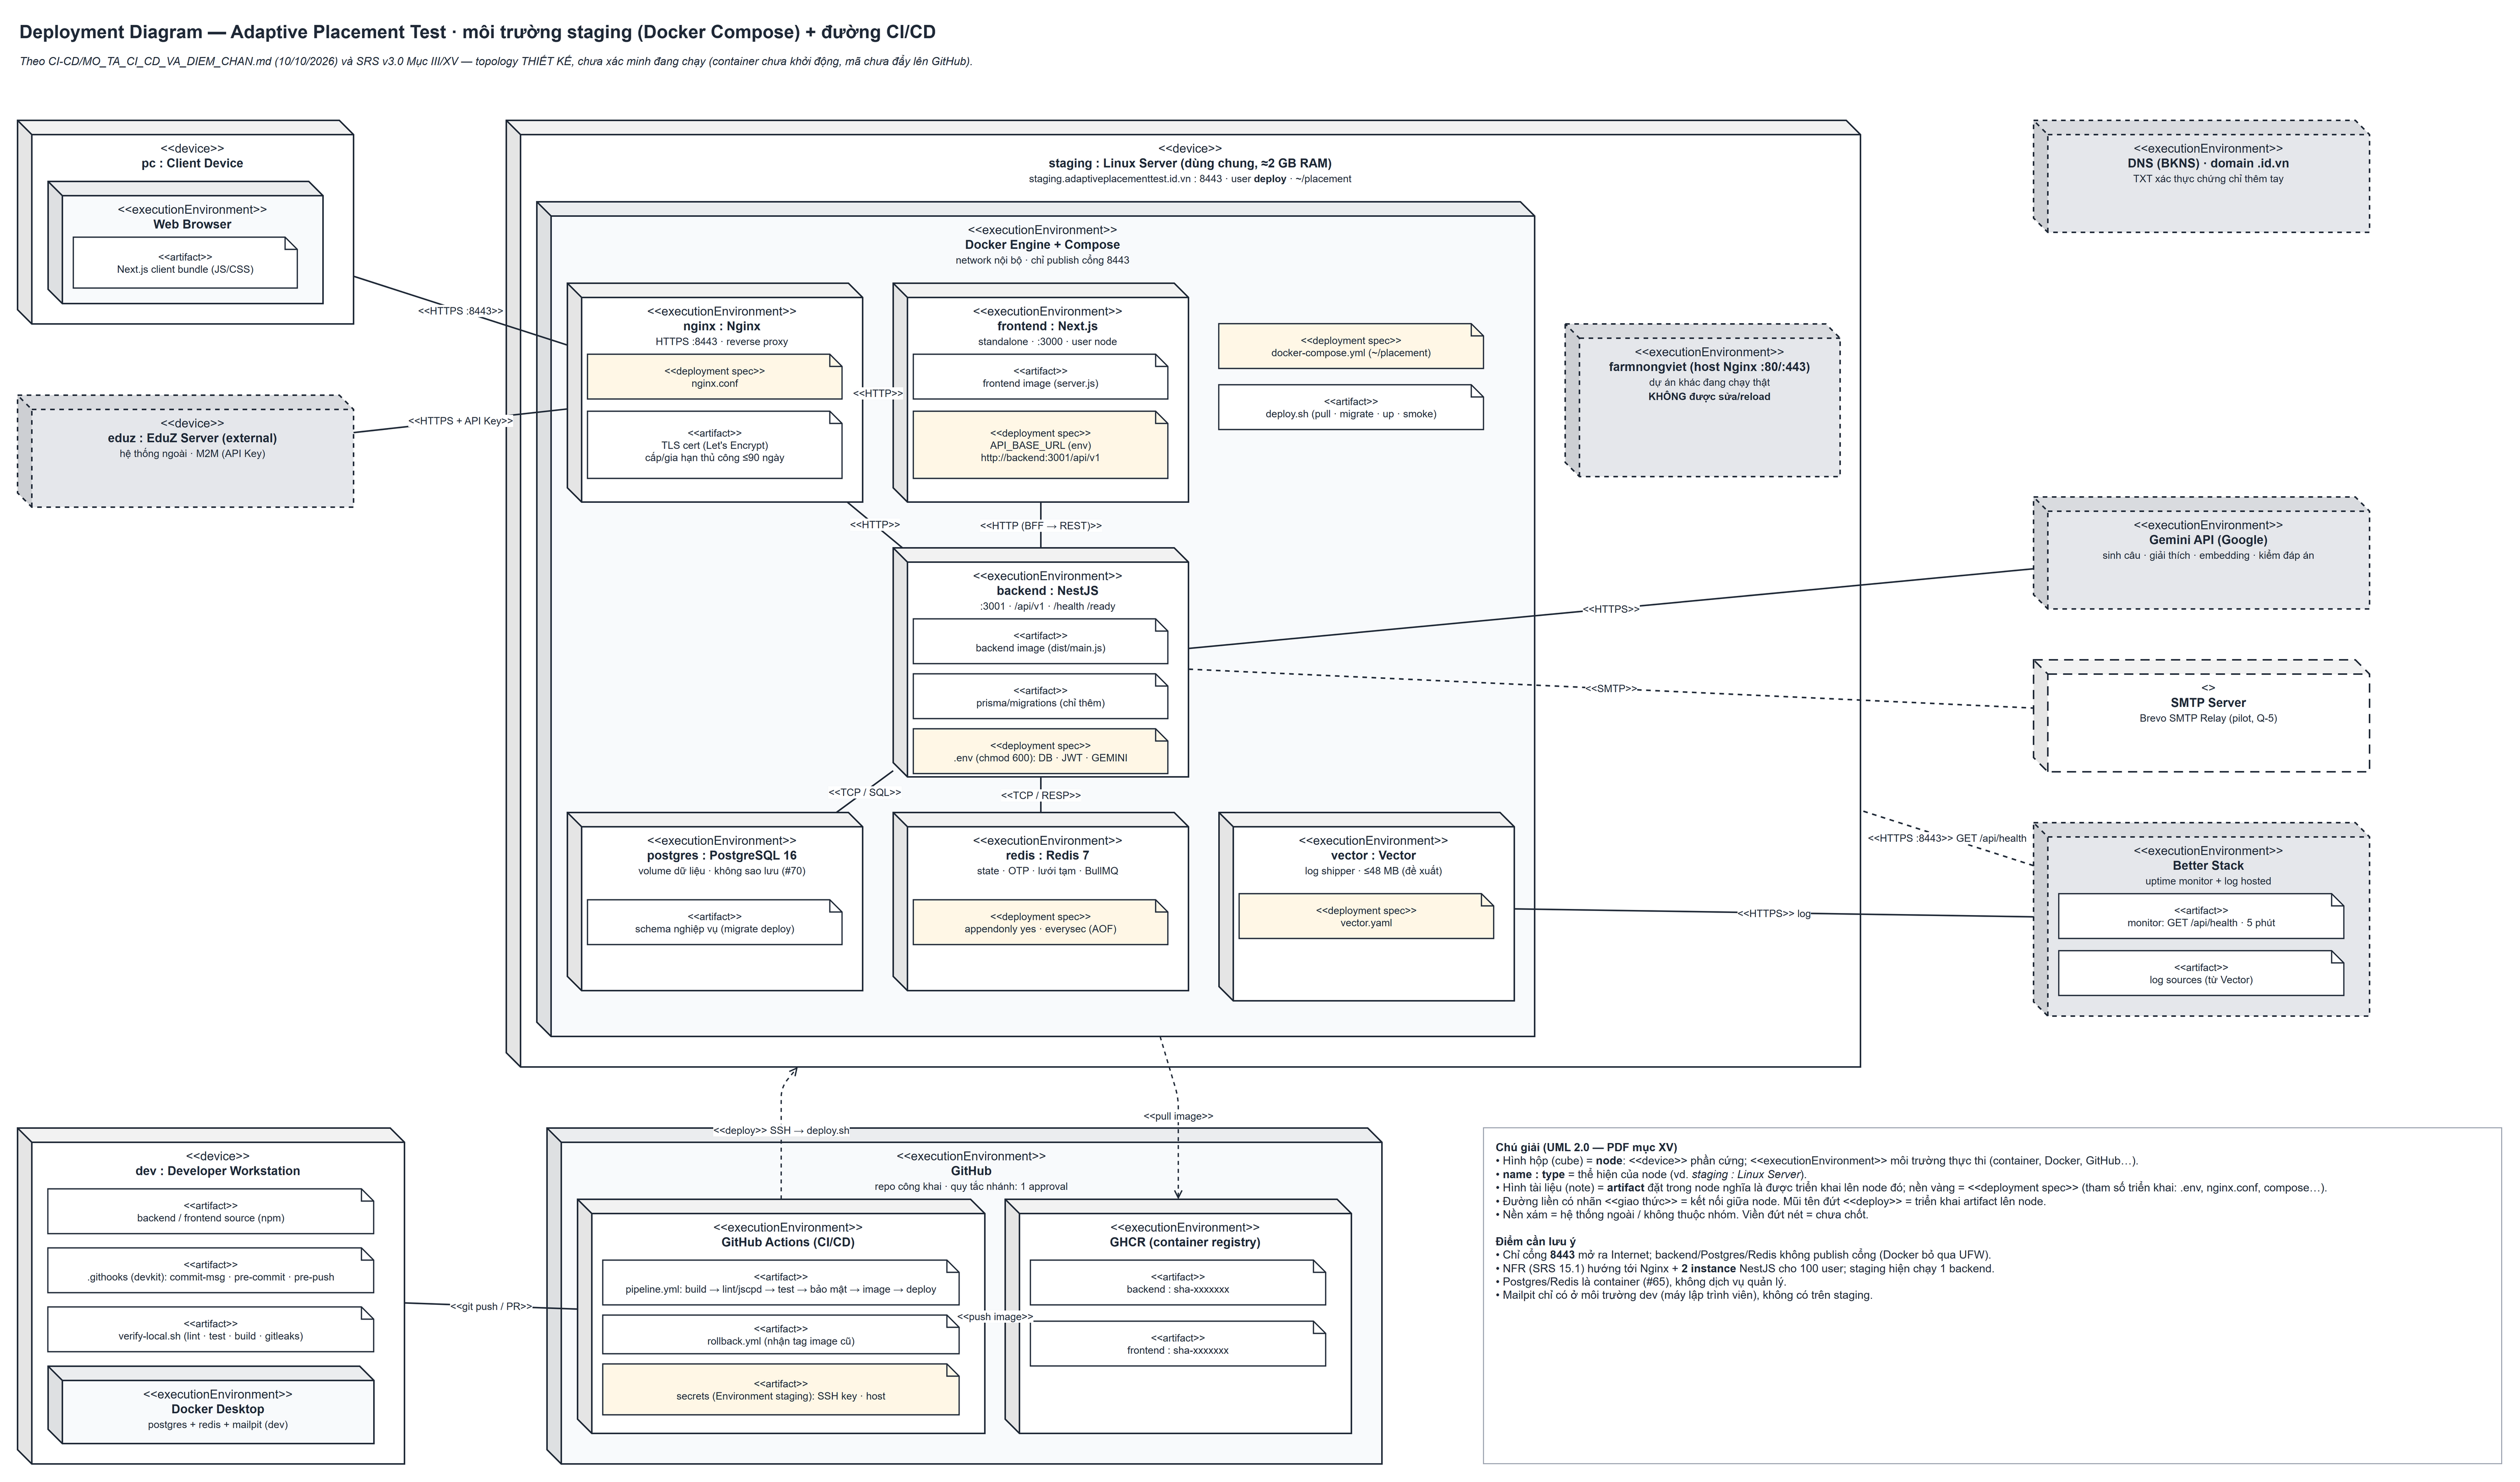 Deployment Diagram — Adaptive Placement Test · môi trường staging (Docker Compose) + đường CI/CD
Theo CI-CD/MO_TA_CI_CD_VA_DIEM_CHAN.md (10/10/2026) và SRS v3.0 Mục III/XV — topology THIẾT KẾ, chưa xác minh đang chạy (container chưa khởi động, mã chưa đẩy lên GitHub).
<<device>>
pc : Client Device
<<executionEnvironment>>
Web Browser
<<artifact>>
Next.js client bundle (JS/CSS)
<<HTTPS :8443>>
<<device>>
eduz : EduZ Server (external)
hệ thống ngoài · M2M (API Key)
<<HTTPS + API Key>>
<<device>>
staging : Linux Server (dùng chung, ≈2 GB RAM)
staging.adaptiveplacementtest.id.vn : 8443 · user deploy · ~/placement
<<executionEnvironment>>
Docker Engine + Compose
network nội bộ · chỉ publish cổng 8443
<<executionEnvironment>>
nginx : Nginx
HTTPS :8443 · reverse proxy
<<deployment spec>>
nginx.conf
<<artifact>>
TLS cert (Let's Encrypt)
cấp/gia hạn thủ công ≤90 ngày
<<HTTP>>
<<executionEnvironment>>
frontend : Next.js
standalone · :3000 · user node
<<artifact>>
frontend image (server.js)
<<deployment spec>>
API_BASE_URL (env)
http://backend:3001/api/v1
<<deployment spec>>
docker-compose.yml (~/placement)
<<artifact>>
deploy.sh (pull · migrate · up · smoke)
<<executionEnvironment>>
farmnongviet (host Nginx :80/:443)
dự án khác đang chạy thật
KHÔNG được sửa/reload
<<executionEnvironment>>
DNS (BKNS) · domain .id.vn
TXT xác thực chứng chỉ thêm tay
<<HTTP>>
<<HTTP (BFF → REST)>>
<<executionEnvironment>>
backend : NestJS
:3001 · /api/v1 · /health /ready
<<artifact>>
backend image (dist/main.js)
<<artifact>>
prisma/migrations (chỉ thêm)
<<deployment spec>>
.env (chmod 600): DB · JWT · GEMINI
<<HTTPS>>
<<executionEnvironment>>
Gemini API (Google)
sinh câu · giải thích · embedding · kiểm đáp án
<<SMTP>>
<>
SMTP Server
Brevo SMTP Relay (pilot, Q-5)
<<TCP / SQL>>
<<TCP / RESP>>
<<executionEnvironment>>
postgres : PostgreSQL 16
volume dữ liệu · không sao lưu (#70)
<<artifact>>
schema nghiệp vụ (migrate deploy)
<<executionEnvironment>>
redis : Redis 7
state · OTP · lưới tạm · BullMQ
<<deployment spec>>
appendonly yes · everysec (AOF)
<<executionEnvironment>>
vector : Vector
log shipper · ≤48 MB (đề xuất)
<<deployment spec>>
vector.yaml
<<HTTPS :8443>> GET /api/health
<<HTTPS>> log
<<executionEnvironment>>
Better Stack
uptime monitor + log hosted
<<artifact>>
monitor: GET /api/health · 5 phút
<<artifact>>
log sources (từ Vector)
<<deploy>> SSH → deploy.sh
<<pull image>>
<<device>>
dev : Developer Workstation
<<artifact>>
backend / frontend source (npm)
<<artifact>>
.githooks (devkit): commit-msg · pre-commit · pre-push
<<artifact>>
verify-local.sh (lint · test · build · gitleaks)
<<executionEnvironment>>
Docker Desktop
postgres + redis + mailpit (dev)
<<git push / PR>>
<<executionEnvironment>>
GitHub
repo công khai · quy tắc nhánh: 1 approval
<<executionEnvironment>>
GitHub Actions (CI/CD)
<<artifact>>
pipeline.yml: build → lint/jscpd → test → bảo mật → image → deploy
<<artifact>>
rollback.yml (nhận tag image cũ)
<<artifact>>
secrets (Environment staging): SSH key · host
<<push image>>
<<executionEnvironment>>
GHCR (container registry)
<<artifact>>
backend : sha-xxxxxxx
<<artifact>>
frontend : sha-xxxxxxx
Chú giải (UML 2.0 — PDF mục XV)
• Hình hộp (cube) = node: <<device>> phần cứng; <<executionEnvironment>> môi trường thực thi (container, Docker, GitHub…).
• name : type = thể hiện của node (vd. staging : Linux Server).
• Hình tài liệu (note) = artifact đặt trong node nghĩa là được triển khai lên node đó; nền vàng = <<deployment spec>> (tham số triển khai: .env, nginx.conf, compose…).
• Đường liền có nhãn <<giao thức>> = kết nối giữa node. Mũi tên đứt <<deploy>> = triển khai artifact lên node.
• Nền xám = hệ thống ngoài / không thuộc nhóm. Viền đứt nét = chưa chốt.
Điểm cần lưu ý
• Chỉ cổng 8443 mở ra Internet; backend/Postgres/Redis không publish cổng (Docker bỏ qua UFW).
• NFR (SRS 15.1) hướng tới Nginx + 2 instance NestJS cho 100 user; staging hiện chạy 1 backend.
• Postgres/Redis là container (#65), không dịch vụ quản lý.
• Mailpit chỉ có ở môi trường dev (máy lập trình viên), không có trên staging.